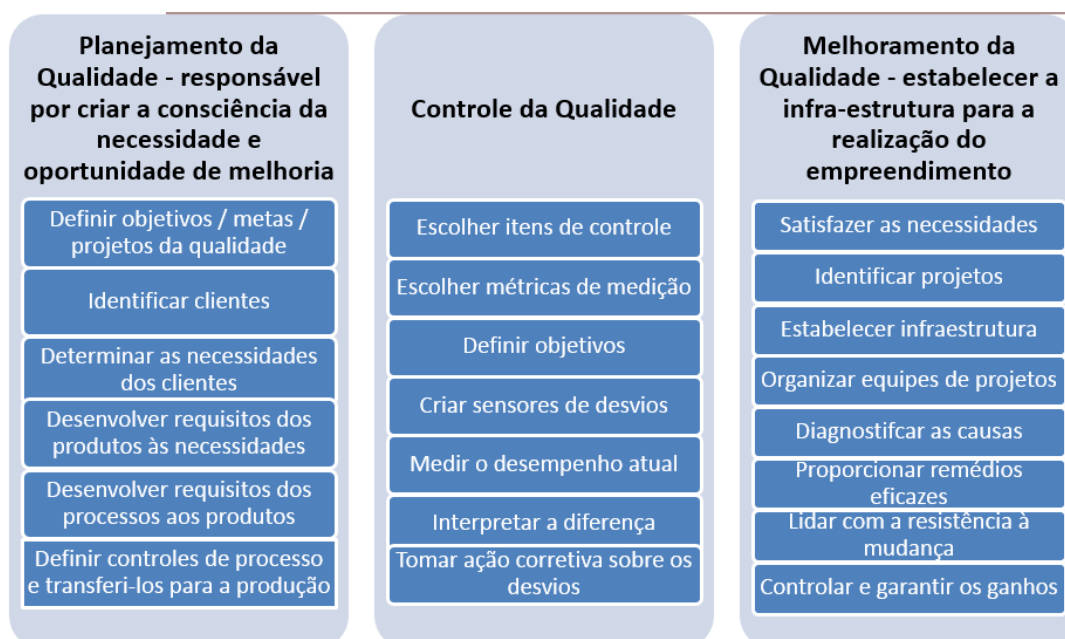 Planejamento da
Qualidade - responsável
por criar a consciência da
necessidade e
oportunidade de melhoria
Definir objetivos / metas /
projetos da qualidade
Identificar clientes
Determinar as necessidades
dos clientes
Desenvolver requisitos dos
produtos às necessidades
Desenvolver requisitos dos
processos aos produtos
Definir controles de processo
e transferi-los para a produção
Controle da Qualidade
Escolher itens de controle
Escolher métricas de medição
Definir objetivos
Criar sensores de desvios
Medir o desempenho atual
Interpretar a diferença
Tomar ação corretiva sobre os
desvios
Melhoramento da
Qualidade - estabelecer a
infra-estrutura para a
realização do
empreendimento
Satisfazer as necessidades
Identificar projetos
Estabelecer infraestrutura
Organizar equipes de projetos
Diagnostifcar as causas
Proporcionar remédios
eficazes
Lidar com a resistência à
mudança
Controlar e garantir os ganhos